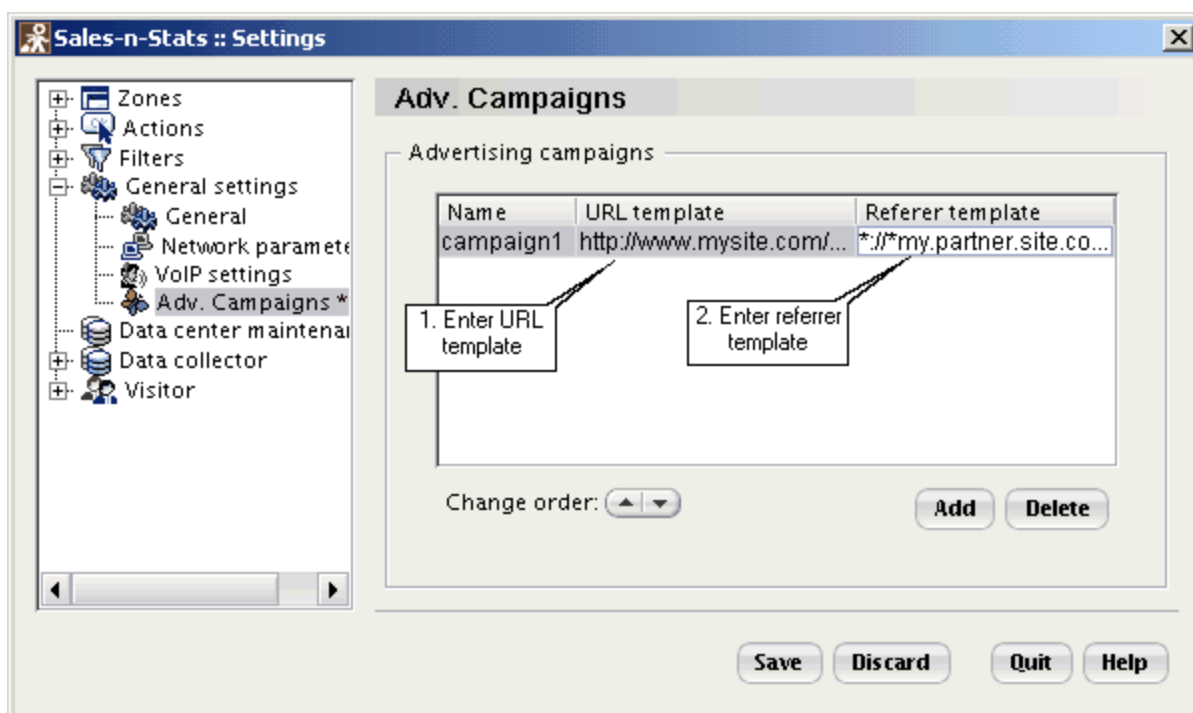 Sales-n-Stats :: Settings
Zones
Actions
Filters
General settings
General
Network paramete
VoIP settings
Adv. Campaigns *
Data center maintenai
Data collector
Visitor
Adv. Campaigns
Advertising campaigns
Name URL template Referer template
campaign1 http://www.mysite.com/... *://*my.partner.site.co...
1. Enter URL
template
2. Enter referrer
template
Change order:
Add Delete
Save Discard Quit Help